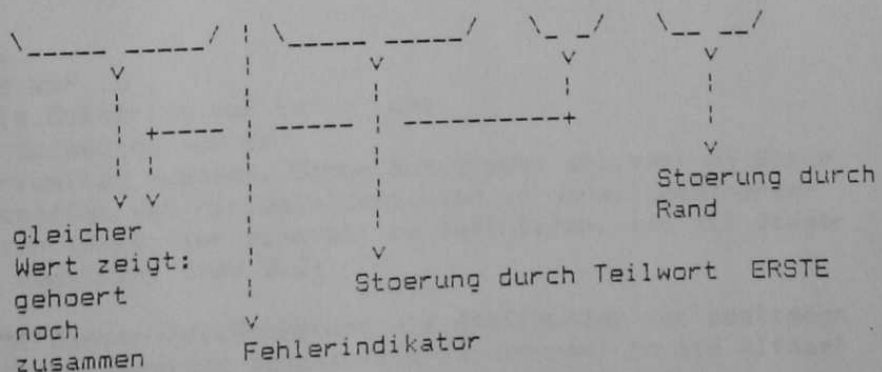 Stoerung durch
Rand
gleicher
Wert zeigt:
gehoert
noch
zusammen
Stoerung durch Teilwort ERSTE
Fehlerindikator